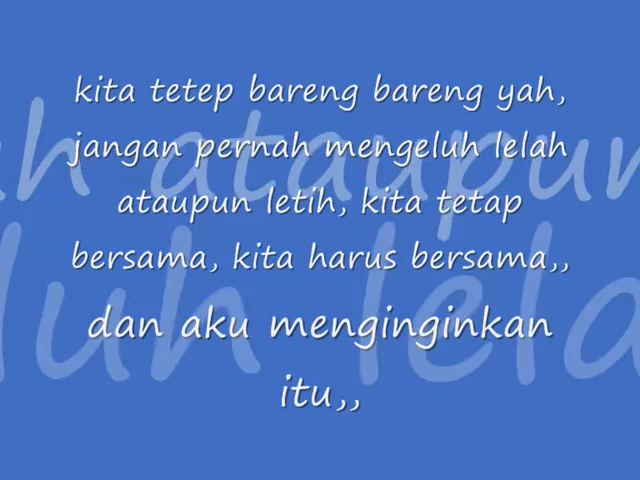 kita tetep bareng bareng yah,
jangan pernah mengeluh lelah
ataupun letih, kita tetap
bersama, kita harus bersama,,
dan aku menginginkan
itu,,